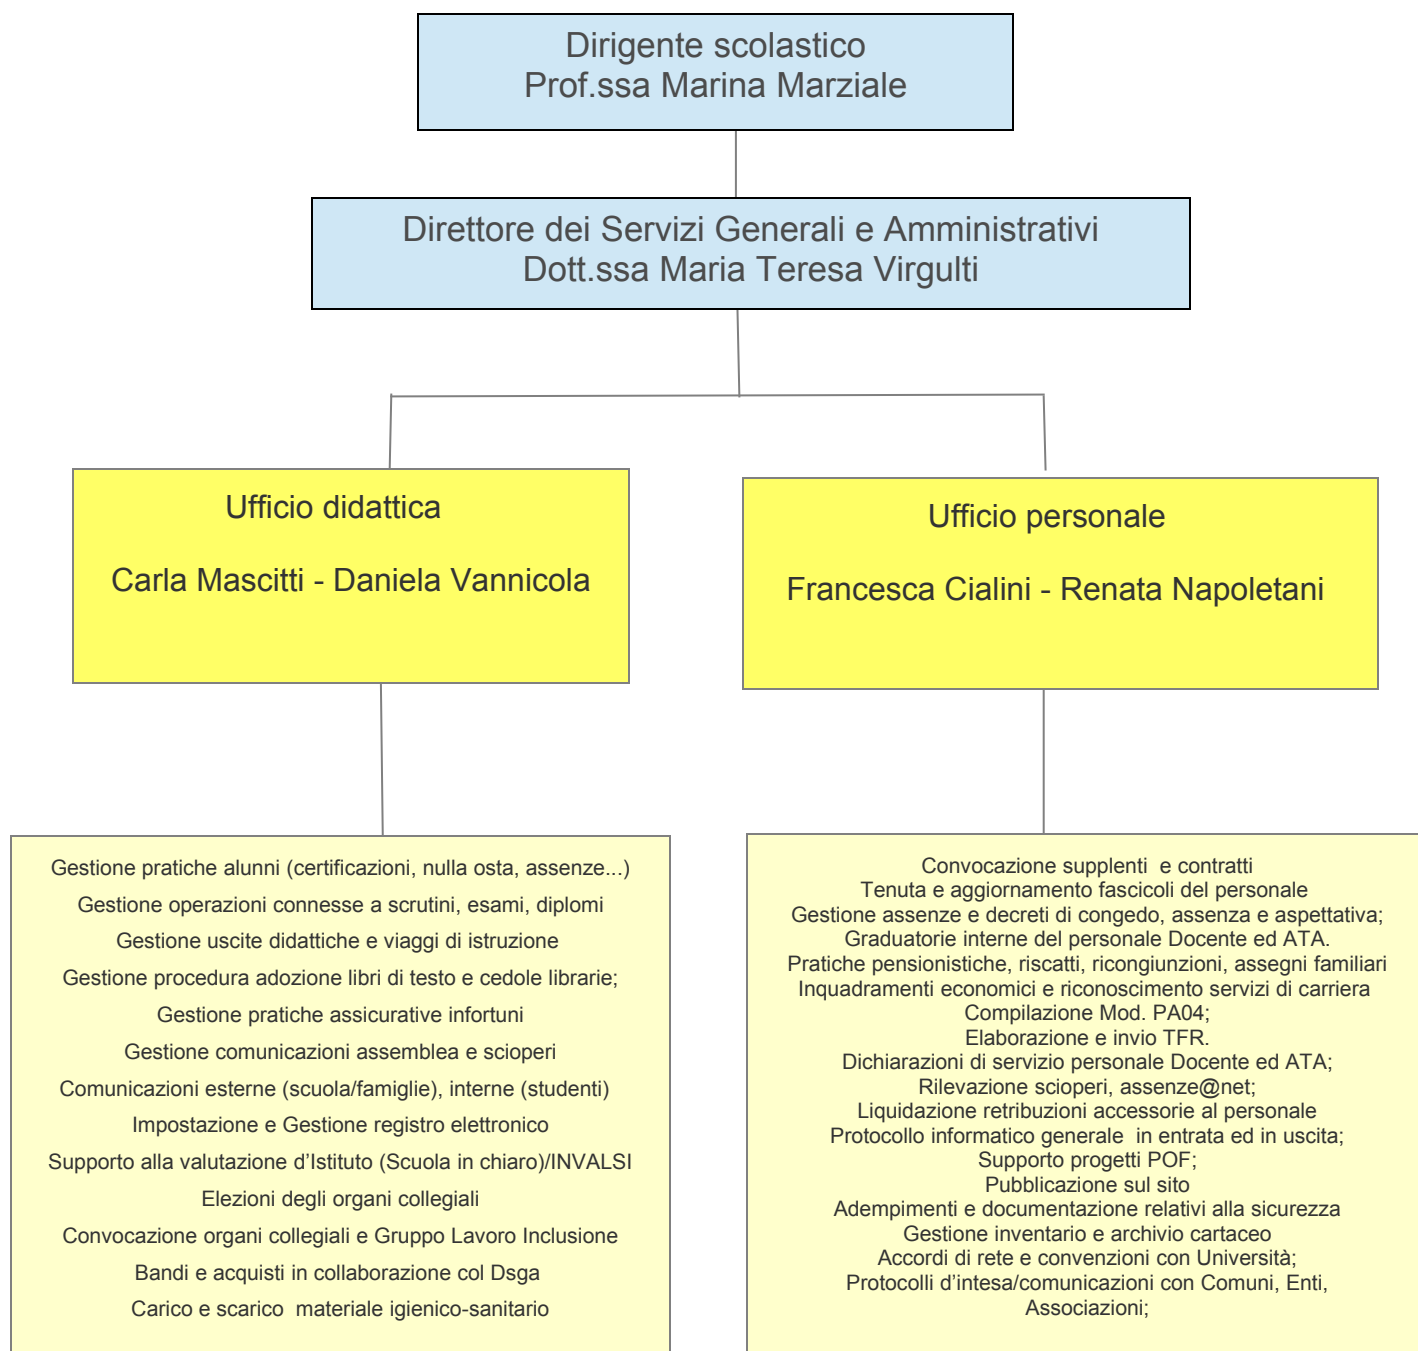 Dirigente scolastico
Prof.ssa Marina Marziale
Direttore dei Servizi Generali e Amministrativi
Dott.ssa Maria Teresa Virgulti
Ufficio didattica
Carla Mascitti - Daniela Vannicola
Ufficio personale
Francesca Cialini - Renata Napoletani
Gestione pratiche alunni (certificazioni, nulla osta, assenze...)
Gestione operazioni connesse a scrutini, esami, diplomi
Gestione uscite didattiche e viaggi di istruzione
Gestione procedura adozione libri di testo e cedole librarie;
Gestione pratiche assicurative infortuni
Gestione comunicazioni assemblea e scioperi
Comunicazioni esterne (scuola/famiglie), interne (studenti)
Impostazione e Gestione registro elettronico
Supporto alla valutazione d’Istituto (Scuola in chiaro)/INVALSI
Elezioni degli organi collegiali
Convocazione organi collegiali e Gruppo Lavoro Inclusione
Bandi e acquisti in collaborazione col Dsga
Carico e scarico  materiale igienico-sanitario
Convocazione supplenti  e contratti
Tenuta e aggiornamento fascicoli del personale
Gestione assenze e decreti di congedo, assenza e aspettativa;
Graduatorie interne del personale Docente ed ATA.
Pratiche pensionistiche, riscatti, ricongiunzioni, assegni familiari
Inquadramenti economici e riconoscimento servizi di carriera
Compilazione Mod. PA04;
Elaborazione e invio TFR.
Dichiarazioni di servizio personale Docente ed ATA;
Rilevazione scioperi, assenze@net;
Liquidazione retribuzioni accessorie al personale
Protocollo informatico generale  in entrata ed in uscita;
Supporto progetti POF;
Pubblicazione sul sito
Adempimenti e documentazione relativi alla sicurezza
Gestione inventario e archivio cartaceo
Accordi di rete e convenzioni con Università;
Protocolli d’intesa/comunicazioni con Comuni, Enti,
Associazioni;